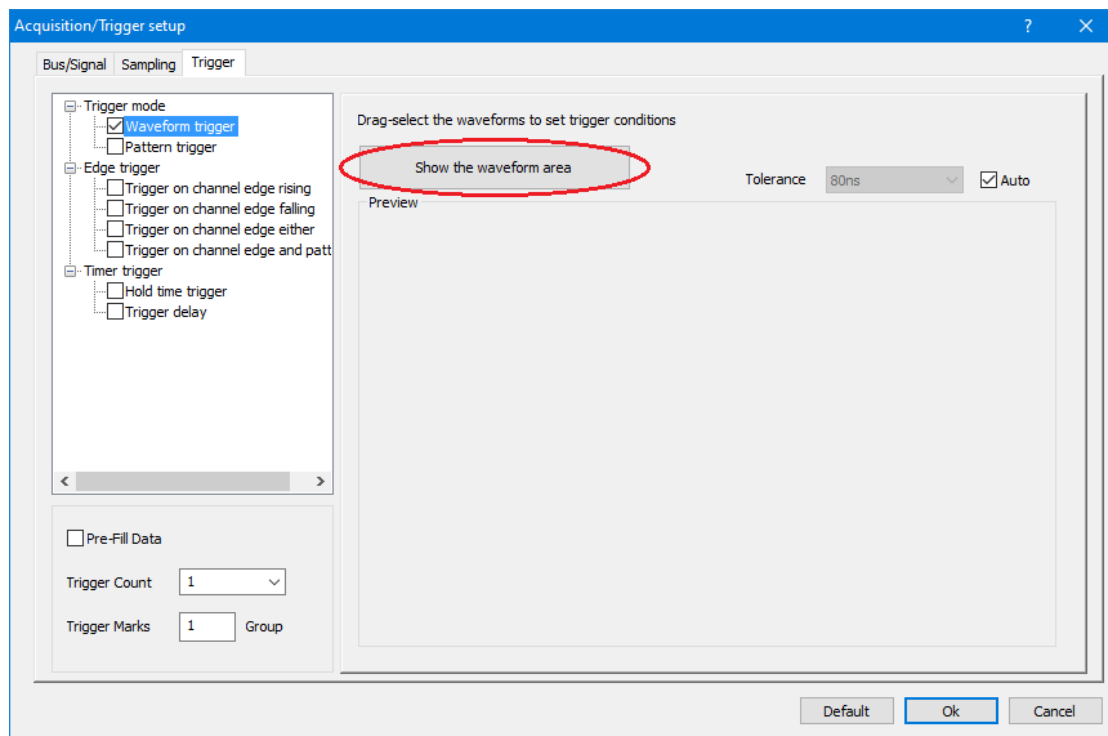 Acquisition/Trigger setup
?
Bus/Signal Sampling Trigger
Trigger mode
Waveform trigger
Pattern trigger
Edge trigger
Trigger on channel edge rising
Trigger on channel edge falling
Trigger on channel edge either
Trigger on channel edge and patt
Timer trigger
Hold time trigger
Trigger delay
Pre-Fill Data
Trigger Count 1
Trigger Marks 1 Group
Drag-select the waveforms to set trigger conditions
Show the waveform area
Tolerance 80ns Auto
Preview
Default Ok Cancel